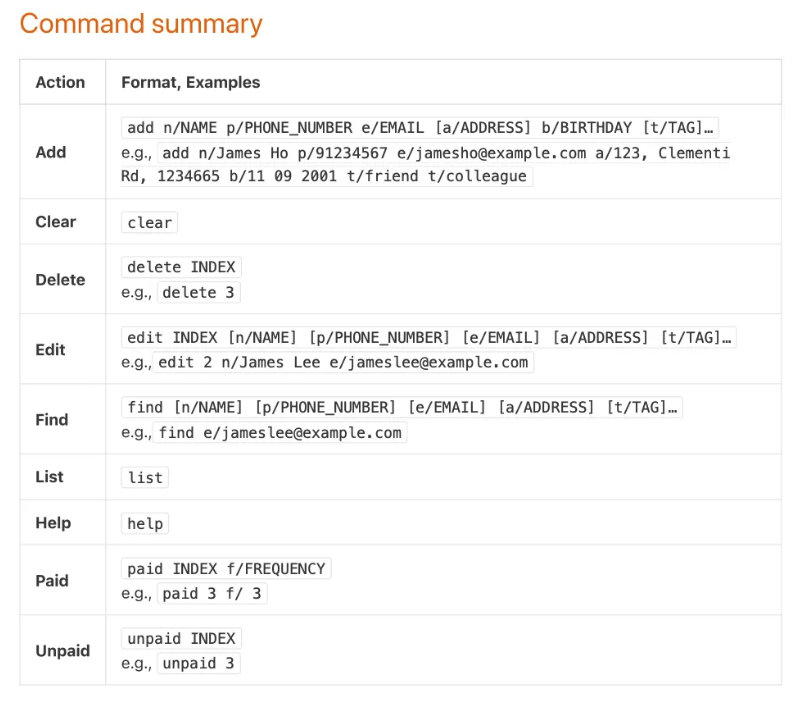 Command summary
Action Format, Examples
Add
add n/NAME p/PHONE_NUMBER e/EMAIL [a/ADDRESS] b/BIRTHDAY [t/TAG]…
e.g., add n/James Ho p/91234567 e/jamesho@example.com a/123, Clementi
Rd, 1234665 b/11 09 2001 t/friend t/colleague
Clear clear
Delete
delete INDEX
e.g., delete 3
Edit
edit INDEX [n/NAME] [p/PHONE_NUMBER] [e/EMAIL] [a/ADDRESS] [t/TAG]…
e.g., edit 2 n/James Lee e/jameslee@example.com
Find
find [n/NAME] [p/PHONE_NUMBER] [e/EMAIL] [a/ADDRESS] [t/TAG]…
e.g., find e/jameslee@example.com
List list
Help help
Paid
paid INDEX f/FREQUENCY
e.g., paid 3 f/ 3
Unpaid
unpaid INDEX
e.g., unpaid 3